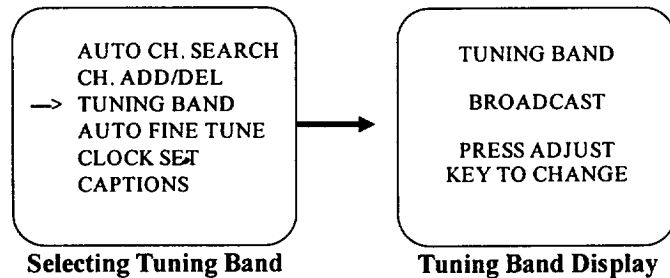 AUTO CH. SEARCH
CH. ADD/DEL
—> TUNING BAND
AUTO FINE TUNE
CLOCK SET
CAPTIONS
Selecting Tuning Band
TUNING BAND
BROADCAST
PRESS ADJUST
KEY TO CHANGE
Tuning Band Display